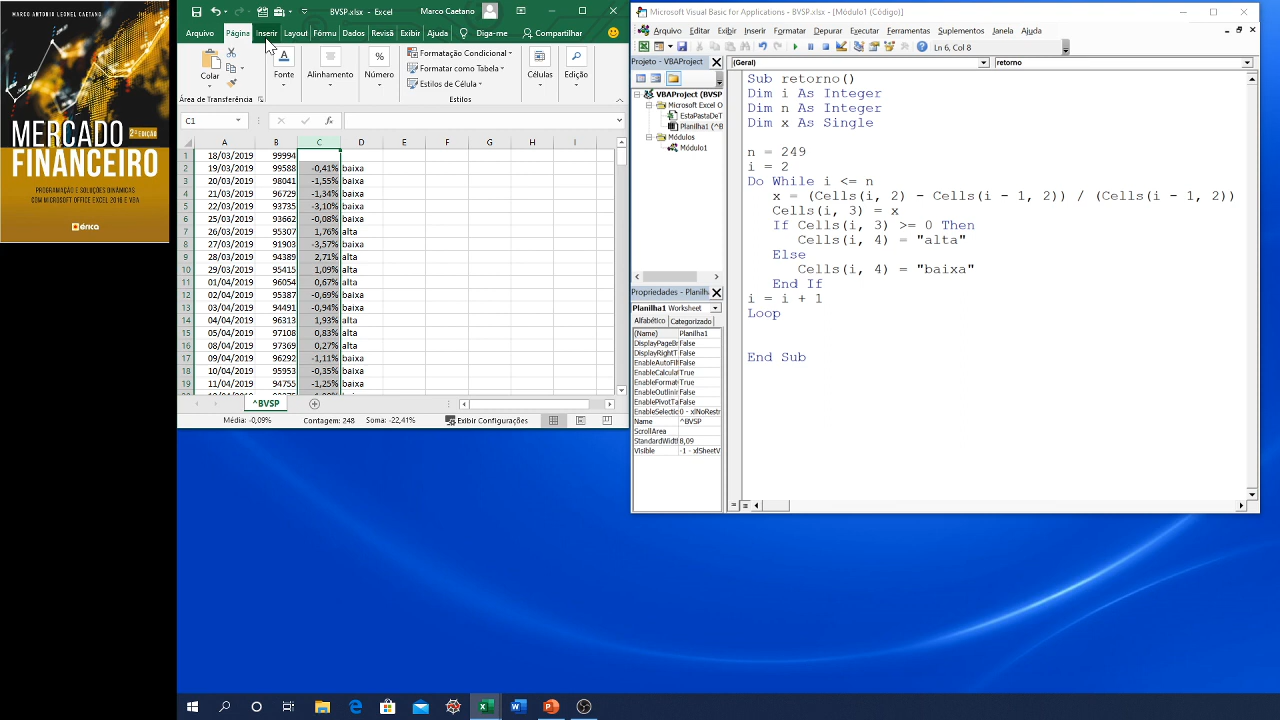 MARCO ANTONIO LEONEL CAETANO
MERCADO
2ª EDIÇÃO
FINANCEIRO
PROGRAMAÇÃO E SOLUÇÕES DINÂMICAS
COM MICROSOFT OFFICE EXCEL 2016 E VBA
érica
BVSP.xlsx - Excel
Marco Caetano
Arquivo Página Inserir Layout Fórmu Dados Revisã Exibir Ajuda Diga-me Compartilhar
Colar
Fonte
Alinhamento
Número
Formatação Condicional
Formatar como Tabela
Estilos de Célula
Células
Edição
Área de Transferência
Estilos
C1
A B C D E F G H I
1 18/03/2019 99994
2 19/03/2019 99588 -0,41% baixa
3 20/03/2019 98041 -1,55% baixa
4 21/03/2019 96729 -1,34% baixa
5 22/03/2019 93735 -3,10% baixa
6 25/03/2019 93662 -0,08% baixa
7 26/03/2019 95307 1,76% alta
8 27/03/2019 91903 -3,57% baixa
9 28/03/2019 94389 2,71% alta
10 29/03/2019 95415 1,09% alta
11 01/04/2019 96054 0,67% alta
12 02/04/2019 95387 -0,69% baixa
13 03/04/2019 94491 -0,94% baixa
14 04/04/2019 96313 1,93% alta
15 05/04/2019 97108 0,83% alta
16 08/04/2019 97369 0,27% alta
17 09/04/2019 96292 -1,11% baixa
18 10/04/2019 95953 -0,35% baixa
19 11/04/2019 94755 -1,25% baixa
^BVSP
Média: -0,09% Contagem: 248 Soma: -22,41% Exibir Configurações
Microsoft Visual Basic for Applications - BVSP.xlsx - [Módulo1 (Código)]
Arquivo Editar Exibir Inserir Formatar Depurar Executar Ferramentas Suplementos Janela Ajuda
Ln 6, Col 8
Projeto - VBAProject
VBAProject (BVSP
Microsoft Excel O
EstaPastaDeT
Planilha1 (^B
Módulos
Módulo1
Propriedades - Planilh
Planilha1 Worksheet
Alfabético Categorizado
(Name) Planilha1
DisplayPageBr False
DisplayRightT False
EnableAutoFil False
EnableCalcula True
EnableFormat True
EnableOutlini False
EnablePivotTa False
EnableSelecti 0 - xlNoRestr
Name ^BVSP
ScrollArea
StandardWidt 8,09
Visible -1 - xlSheetV
(Geral) retorno
Sub retorno()
Dim i As Integer
Dim n As Integer
Dim x As Single
n = 249
i = 2
Do While i <= n
x = (Cells(i, 2) - Cells(i - 1, 2)) / (Cells(i - 1, 2))
Cells(i, 3) = x
If Cells(i, 3) >= 0 Then
Cells(i, 4) = "alta"
Else
Cells(i, 4) = "baixa"
End If
i = i + 1
Loop
End Sub